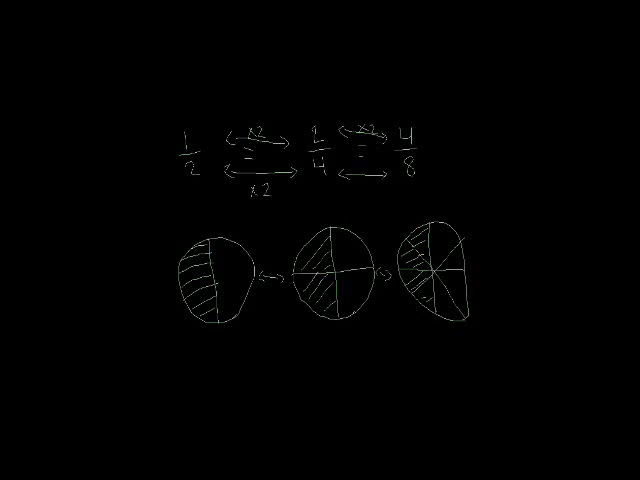 1/2 ×2 = ×2 2/4 ×2 = 4/8